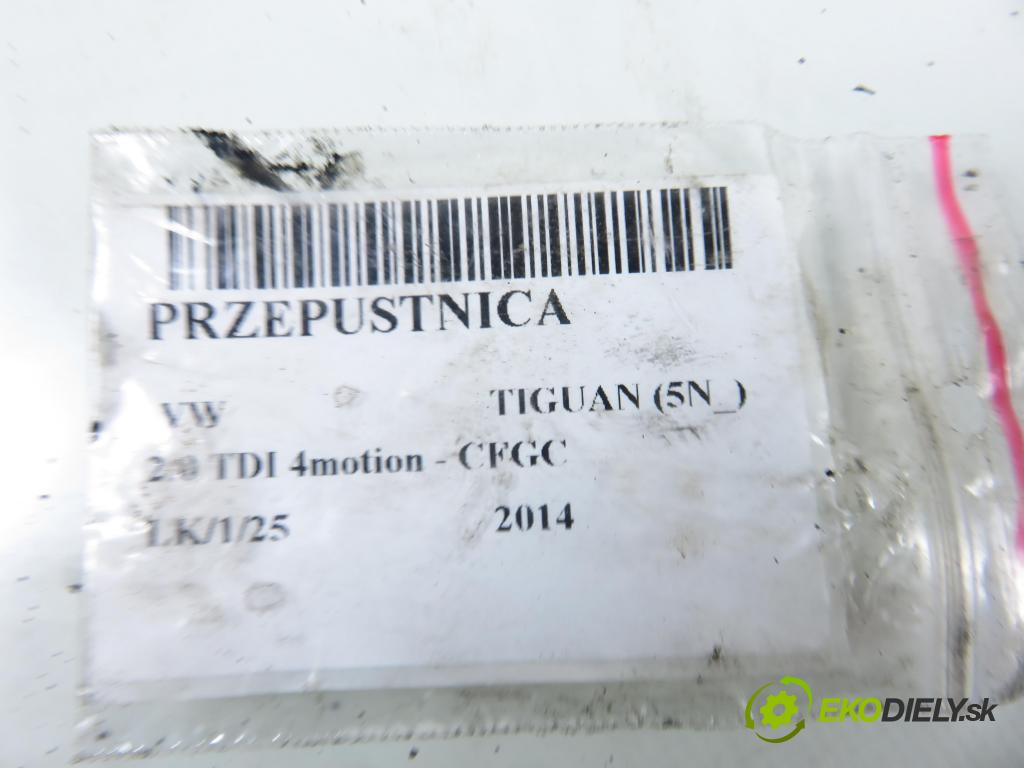 PRZEPUSTNICA
VW TIGUAN (5N_)
2.0 TDI 4motion - CFGC
LK/1/25 2014
EKODIELY.sk